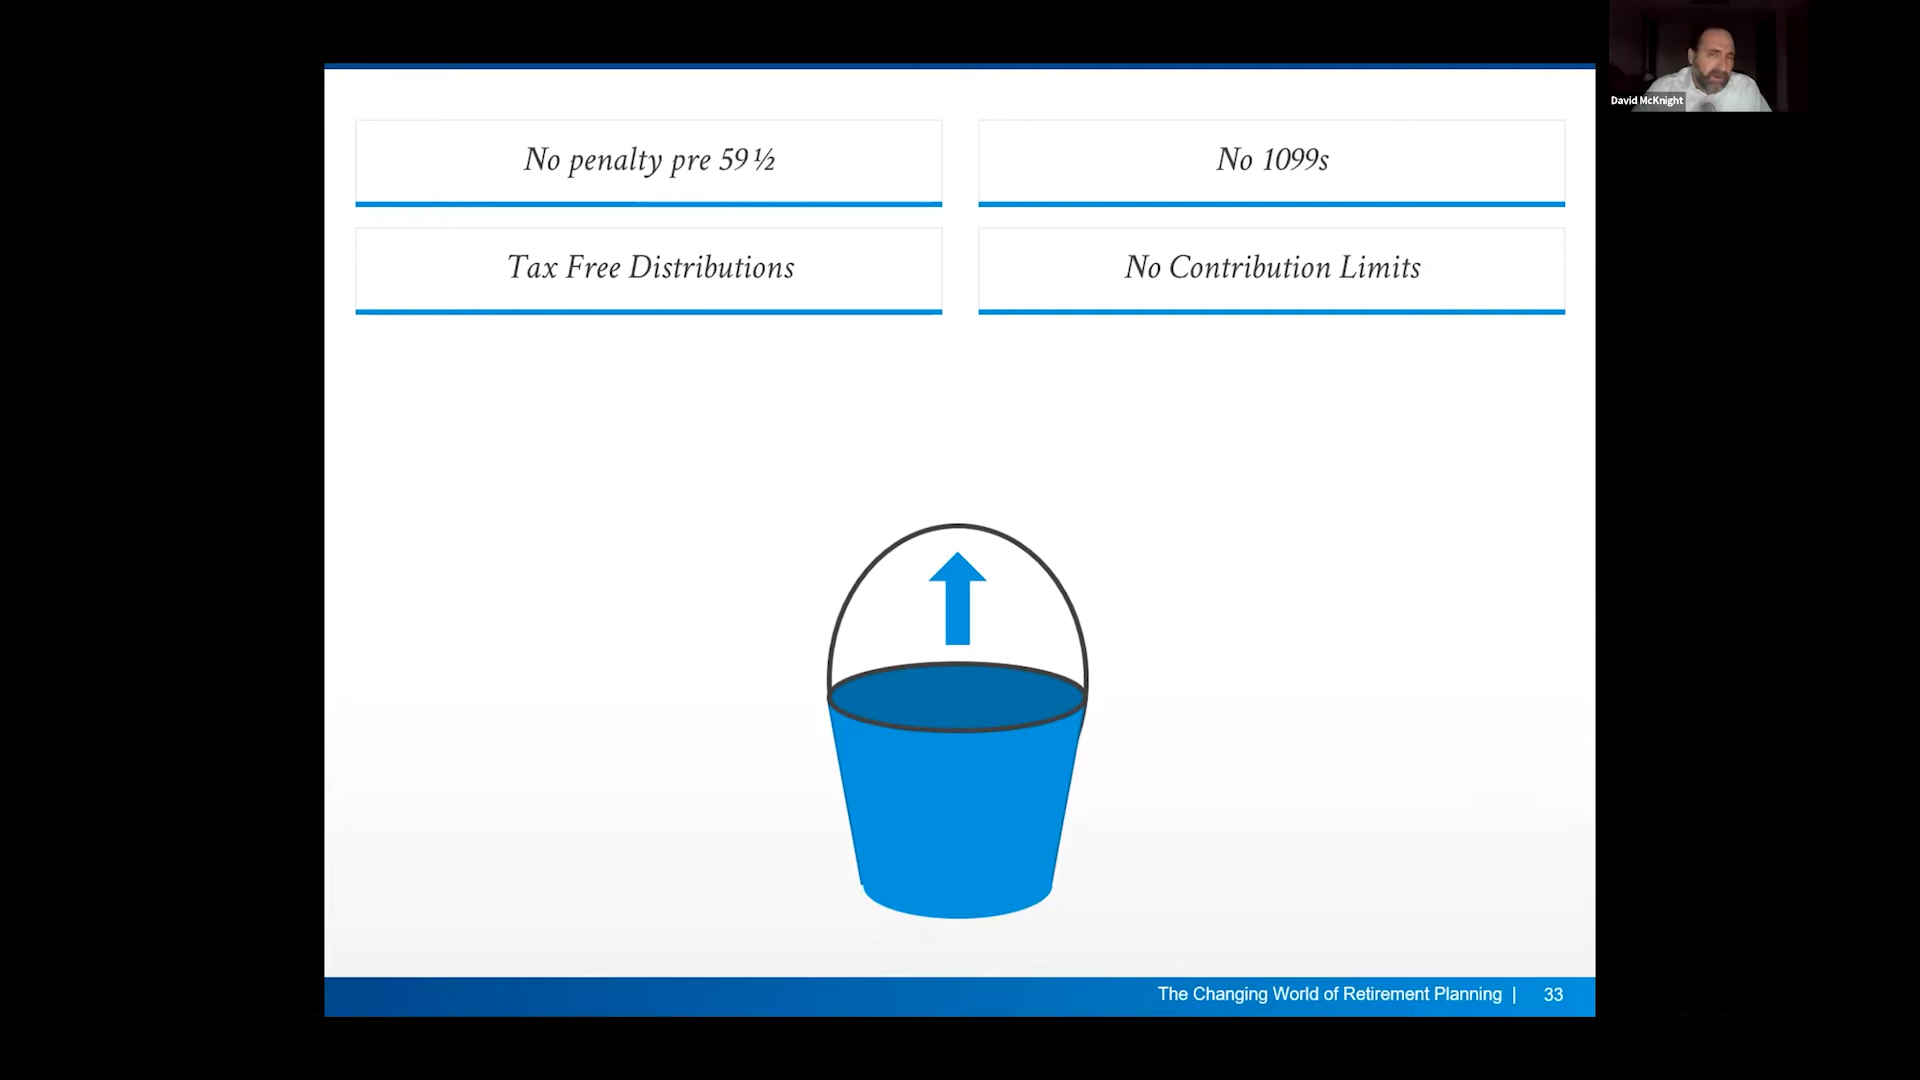 David McKnight
No penalty pre 59 ½
No 1099s
Tax Free Distributions
No Contribution Limits
The Changing World of Retirement Planning | 33